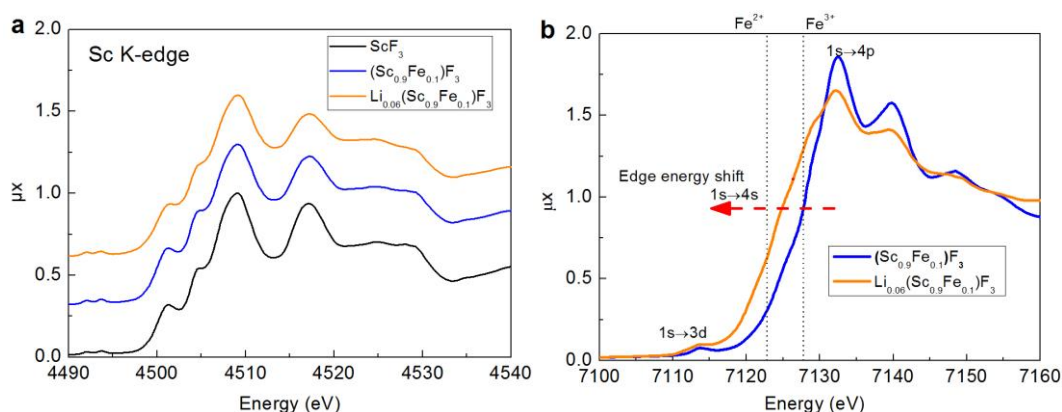 a
Sc K-edge
ScF₃
(Sc₀.₉Fe₀.₁)F₃
Li₀.₀₆(Sc₀.₉Fe₀.₁)F₃
μx
2.0
1.5
1.0
0.5
0.0
4490 4500 4510 4520 4530 4540
Energy (eV)
Fe²⁺ Fe³⁺
b
1s→4p
Edge energy shift
1s→4s
1s→3d
(Sc₀.₉Fe₀.₁)F₃
Li₀.₀₆(Sc₀.₉Fe₀.₁)F₃
μx
2.0
1.5
1.0
0.5
0.0
7100 7110 7120 7130 7140 7150 7160
Energy (eV)